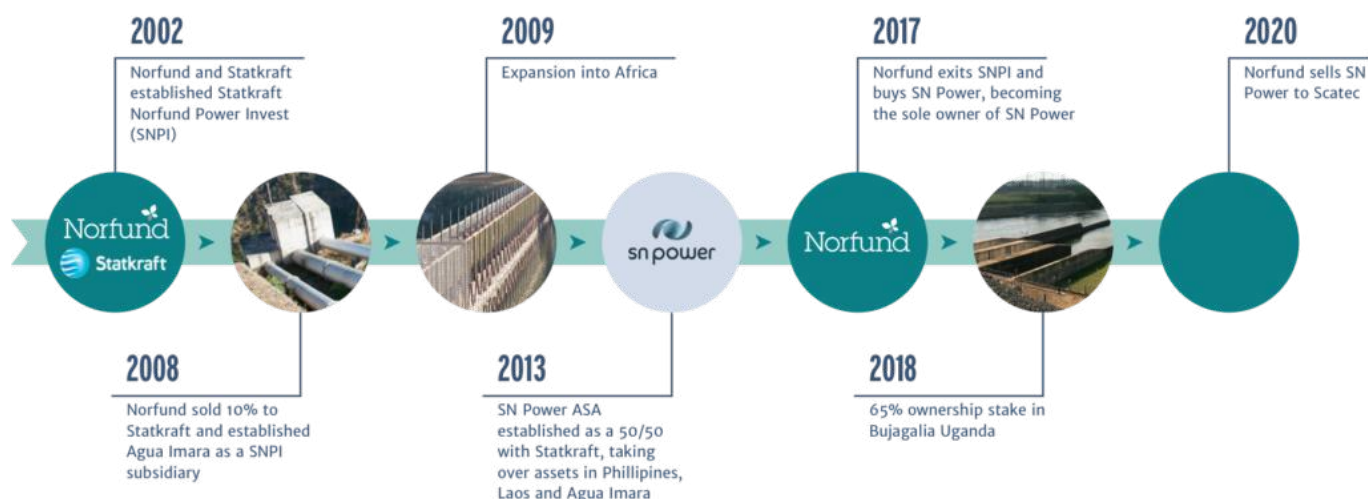 2002
Norfund and Statkraft
established Statkraft
Norfund Power Invest
(SNPI)
2009
Expansion into Africa
2017
Norfund exits SNPI and
buys SN Power, becoming
the sole owner of SN Power
2020
Norfund sells SN
Power to Scatec
Norfund
Statkraft
sn power
Norfund
2008
Norfund sold 10% to
Statkraft and established
Agua Imara as a SNPI
subsidiary
2013
SN Power ASA
established as a 50/50
with Statkraft, taking
over assets in Phillipines,
Laos and Agua Imara
2018
65% ownership stake in
Bujagalia Uganda